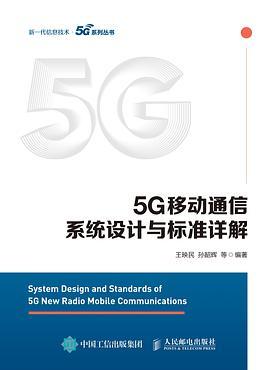 新一代信息技术·5G系列丛书
5G
5G移动通信
系统设计与标准详解
王映民 孙韶辉 等◎编著
System Design and Standards of
5G New Radio Mobile Communications
中国工信出版集团 人民邮电出版社
POSTS & TELECOM PRESS